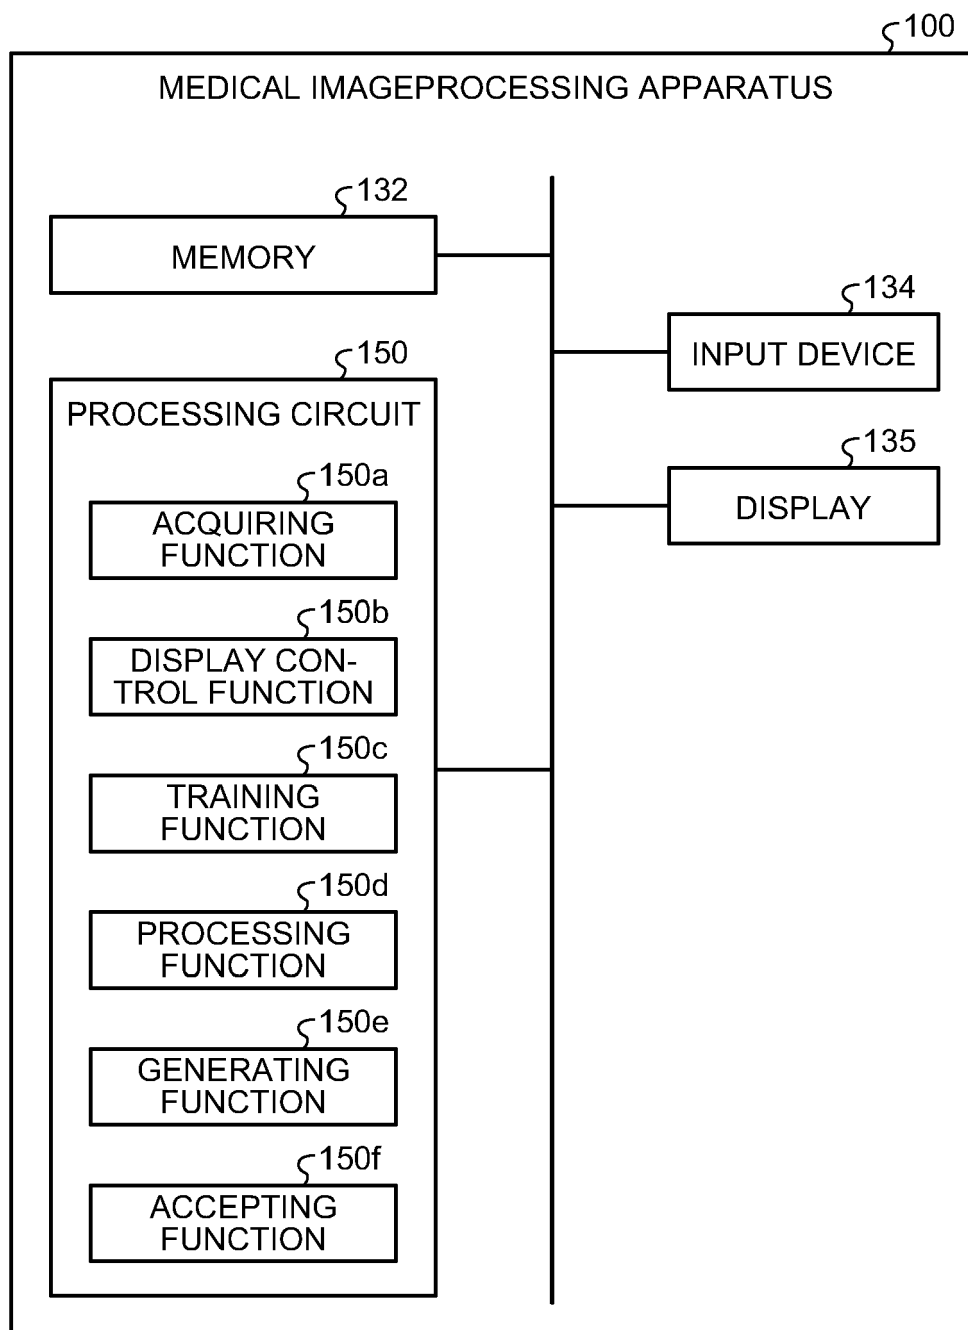 100
MEDICAL IMAGEPROCESSING APPARATUS
132
MEMORY
134
INPUT DEVICE
150
PROCESSING CIRCUIT
135
DISPLAY
150a
ACQUIRING
FUNCTION
150b
DISPLAY CON-
TROL FUNCTION
150c
TRAINING
FUNCTION
150d
PROCESSING
FUNCTION
150e
GENERATING
FUNCTION
150f
ACCEPTING
FUNCTION